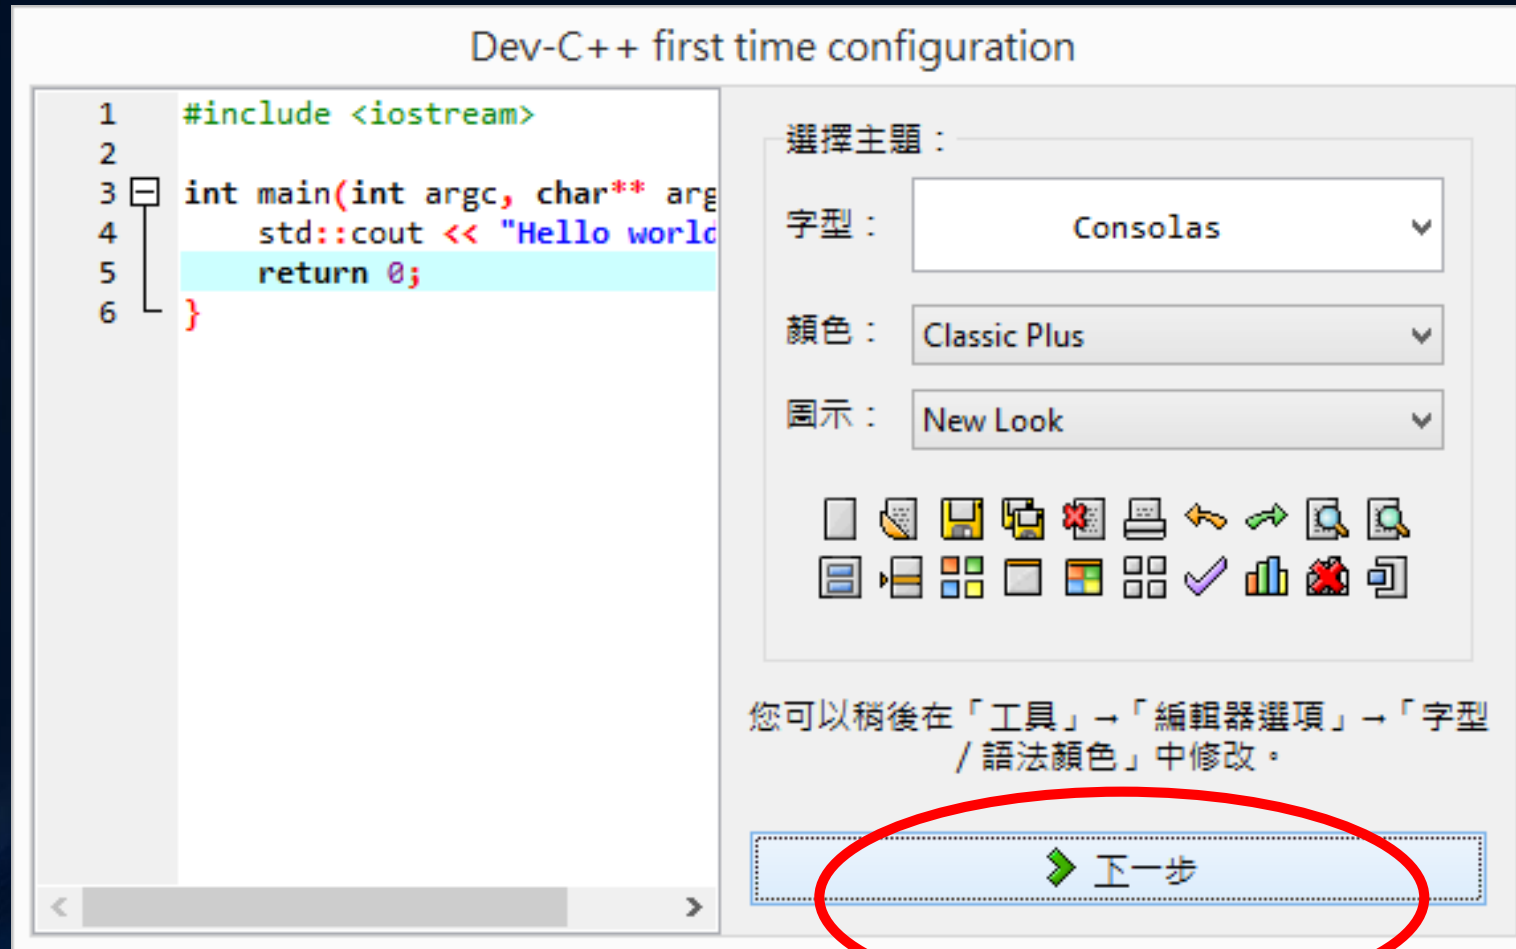 Dev-C++ first time configuration
1 #include <iostream>
2
3 int main(int argc, char** arg
4 std::cout << "Hello world
5 return 0;
6 }
選擇主題：
字型： Consolas
顏色： Classic Plus
圖示： New Look
您可以稍後在「工具」→「編輯器選項」→「字型
/ 語法顏色」中修改。
下一步